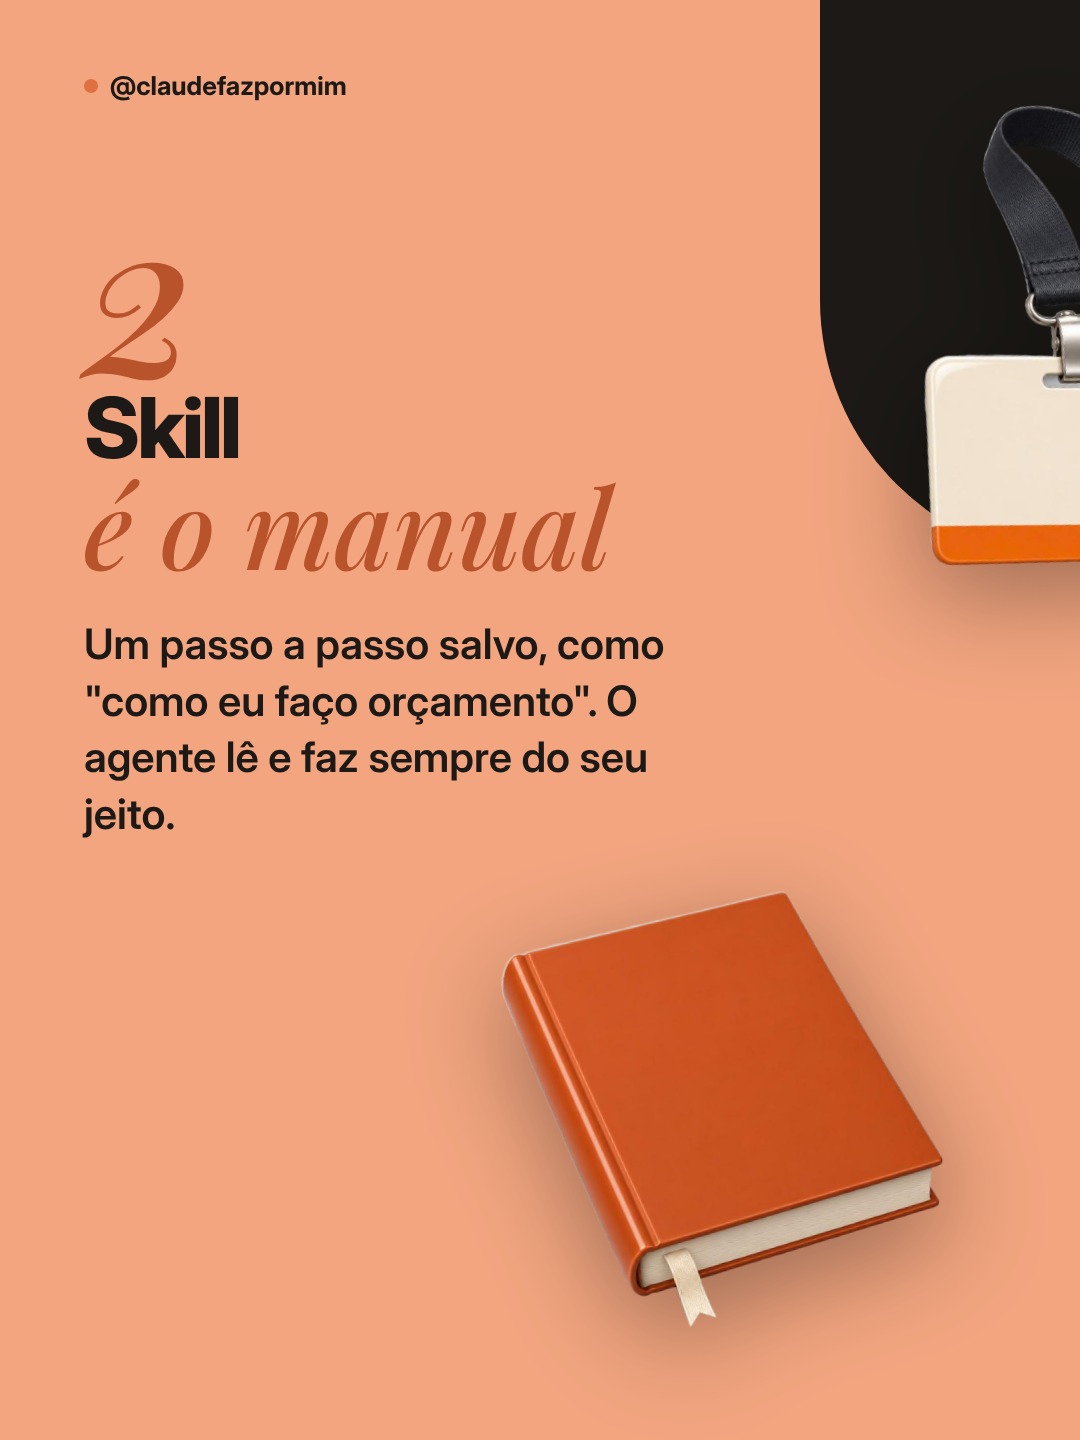 @claudefazpormim
2
Skill
é o manual
Um passo a passo salvo, como
"como eu faço orçamento". O
agente lê e faz sempre do seu
jeito.